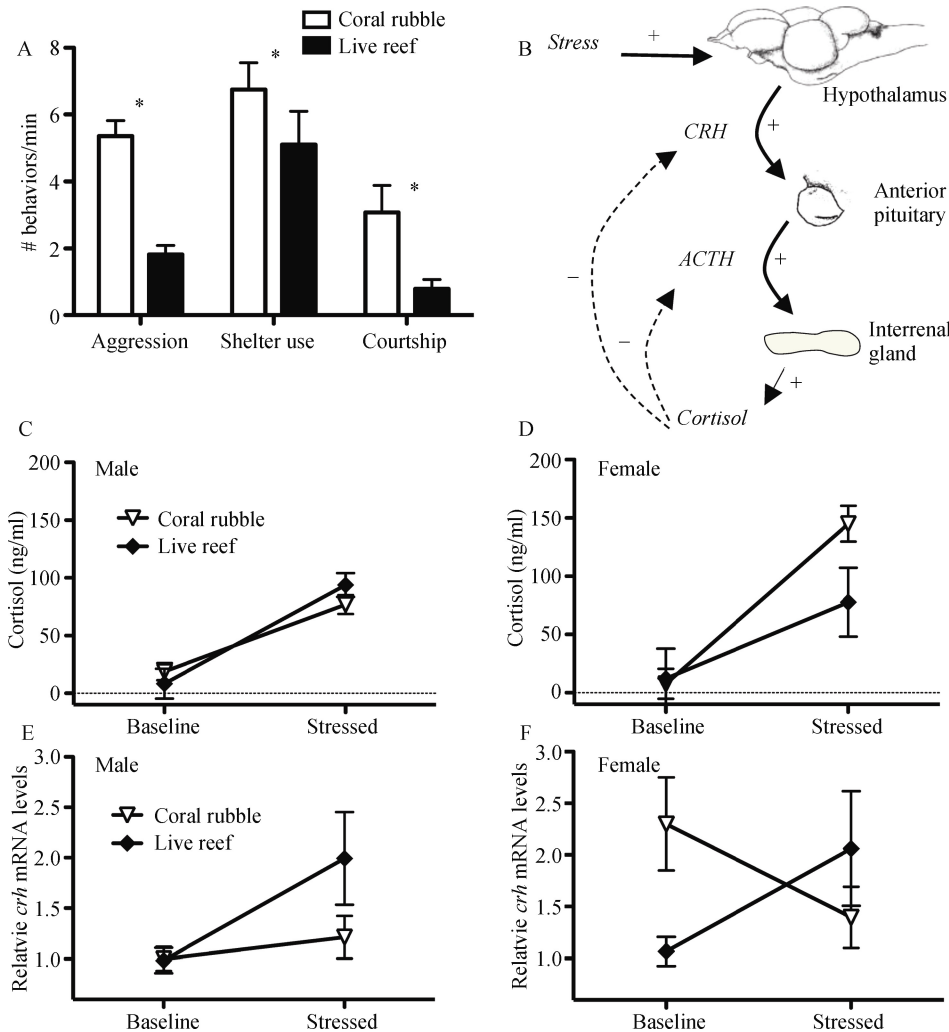 A
Coral rubble
Live reef
# behaviors/min
8
6
4
2
0
*
*
*
Aggression
Shelter use
Courtship
B
Stress
+
Hypothalamus
CRH
+
Anterior
pituitary
ACTH
+
−
−
Interrenal
gland
+
Cortisol
C
Male
Coral rubble
Live reef
Cortisol (ng/ml)
200
150
100
50
0
Baseline
Stressed
D
Female
Cortisol (ng/ml)
200
150
100
50
0
Baseline
Stressed
E
Male
Coral rubble
Live reef
Relatvie crh mRNA levels
3.0
2.5
2.0
1.5
1.0
Baseline
Stressed
F
Female
Relatvie crh mRNA levels
3.0
2.5
2.0
1.5
1.0
Baseline
Stressed